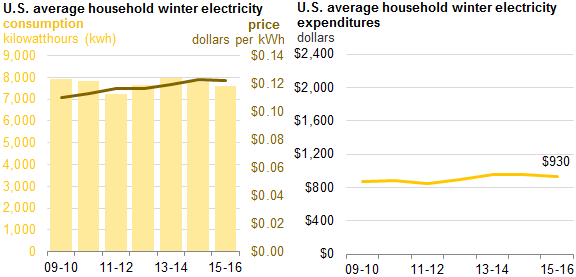 U.S. average household winter electricity
consumption price
kilowatthours (kwh) dollars per kWh
9,000 $0.14
8,000 $0.12
7,000 $0.10
6,000 $0.08
5,000 $0.06
4,000 $0.04
3,000 $0.02
2,000 $0.00
1,000
0
09-10 11-12 13-14 15-16
U.S. average household winter electricity
expenditures
dollars
$2,400
$2,000
$1,600
$1,200
$800
$400
$0
$930
09-10 11-12 13-14 15-16